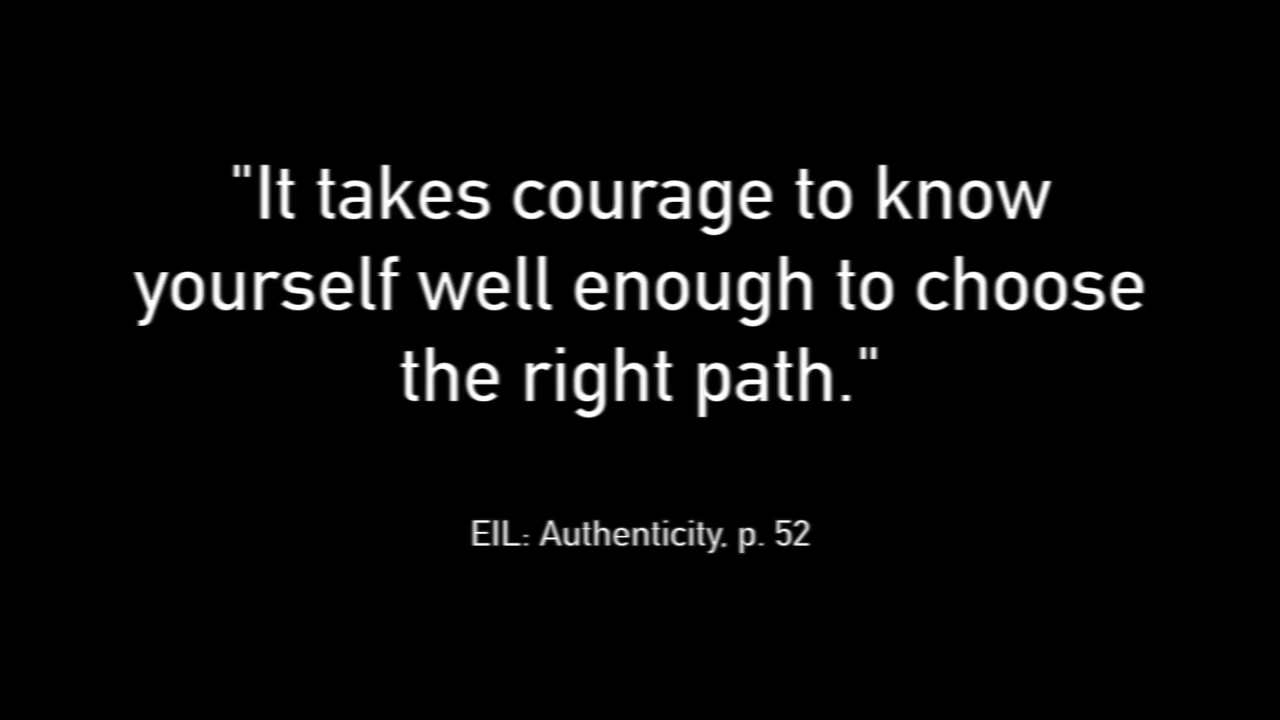 "It takes courage to know
yourself well enough to choose
the right path."
EIL: Authenticity, p. 52